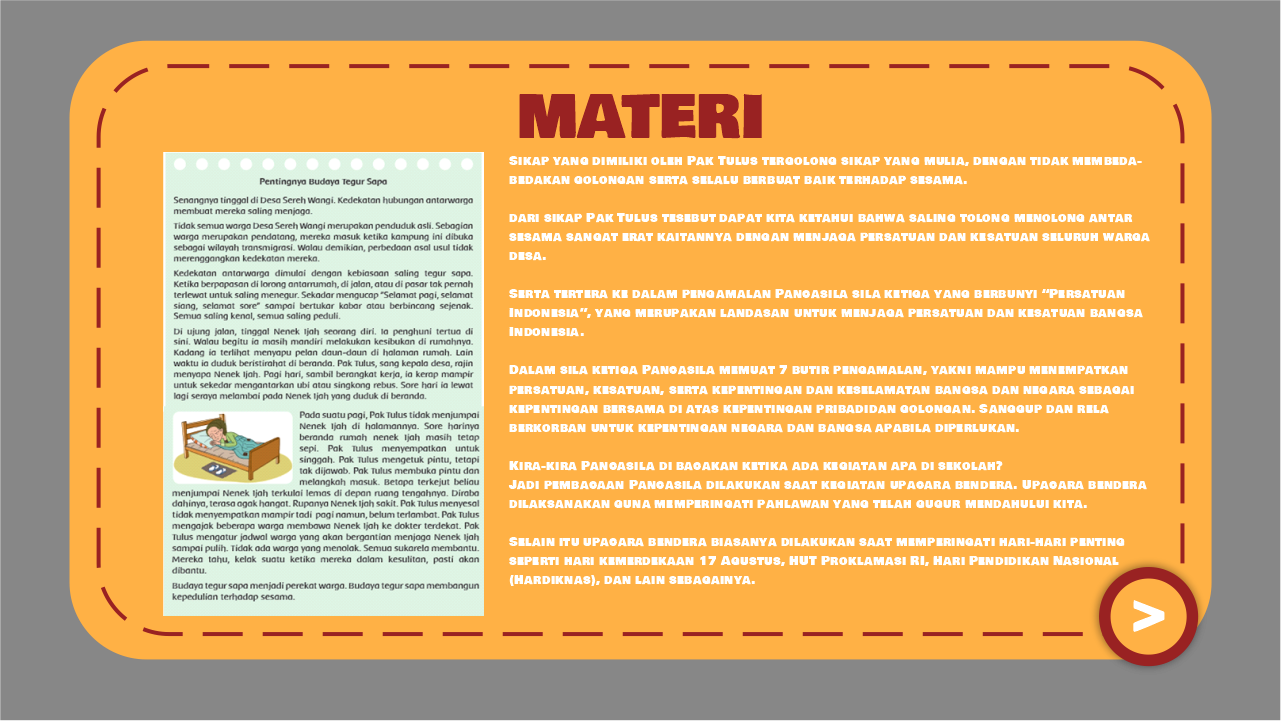 MATERI
Pentingnya Budaya Tegur Sapa
Senangnya tinggal di Desa Sereh Wangi. Kedekatan hubungan antarwarga
membuat mereka saling menjaga.
Tidak semua warga Desa Sereh Wangi merupakan penduduk asli. Sebagian
warga merupakan pendatang, mereka masuk ketika kampung ini dibuka
sebagai wilayah transmigrasi. Walau demikian, perbedaan asal usul tidak
merenggangkan kedekatan mereka.
Kedekatan antarwarga dimulai dengan kebiasaan saling tegur sapa.
Ketika berpapasan di lorong antarrumah, di jalan, atau di pasar tak pernah
terlewat untuk saling menegur. Sekadar mengucap "Selamat pagi, selamat
siang, selamat sore" sampai bertukar kabar atau berbincang sejenak.
Semua saling kenal, semua saling peduli.
Di ujung jalan, tinggal Nenek Ijah seorang diri. Ia penghuni tertua di
sini. Walau begitu ia masih mandiri melakukan kesibukan di rumahnya.
Kadang ia terlihat menyapu pelan daun-daun di halaman rumah. Lain
waktu ia duduk beristirahat di beranda. Pak Tulus, sang kepala desa, rajin
menyapa Nenek Ijah. Pagi hari, sambil berangkat kerja, ia kerap mampir
untuk sekedar mengantarkan ubi atau singkong rebus. Sore hari ia lewat
lagi seraya melambai pada Nenek Ijah yang duduk di beranda.
Pada suatu pagi, Pak Tulus tidak menjumpai
Nenek Ijah di halamannya. Sore harinya
beranda rumah nenek Ijah masih tetap
sepi. Pak Tulus menyempatkan untuk
singgah. Pak Tulus mengetuk pintu, tetapi
tak dijawab. Pak Tulus membuka pintu dan
melangkah masuk. Betapa terkejut beliau
menjumpai Nenek Ijah terkulai lemas di depan ruang tengahnya. Diraba
dahinya, terasa agak hangat. Rupanya Nenek Ijah sakit. Pak Tulus menyesal
tidak menyempatkan mampir tadi pagi namun, belum terlambat. Pak Tulus
mengajak beberapa warga membawa Nenek Ijah ke dokter terdekat. Pak
Tulus mengatur jadwal warga yang akan bergantian menjaga Nenek Ijah
sampai pulih. Tidak ada warga yang menolak. Semua sukarela membantu.
Mereka tahu, kelak suatu ketika mereka dalam kesulitan, pasti akan
dibantu.
Budaya tegur sapa menjadi perekat warga. Budaya tegur sapa membangun
kepedulian terhadap sesama.
Sikap yang dimiliki oleh Pak Tulus tergolong sikap yang mulia, dengan tidak membeda-
bedakan golongan serta selalu berbuat baik terhadap sesama.
dari sikap Pak Tulus tesebut dapat kita ketahui bahwa saling tolong menolong antar
sesama sangat erat kaitannya dengan menjaga persatuan dan kesatuan seluruh warga
desa.
Serta tertera ke dalam pengamalan Pancasila sila ketiga yang berbunyi "Persatuan
Indonesia", yang merupakan landasan untuk menjaga persatuan dan kesatuan bangsa
Indonesia.
Dalam sila ketiga Pancasila memuat 7 butir pengamalan, yakni mampu menempatkan
persatuan, kesatuan, serta kepentingan dan keselamatan bangsa dan negara sebagai
kepentingan bersama di atas kepentingan pribadidan golongan. Sanggup dan rela
berkorban untuk kepentingan negara dan bangsa apabila diperlukan.
Kira-kira Pancasila di bacakan ketika ada kegiatan apa di sekolah?
Jadi pembacaan Pancasila dilakukan saat kegiatan upacara bendera. Upacara bendera
dilaksanakan guna memperingati pahlawan yang telah gugur mendahului kita.
Selain itu upacara bendera biasanya dilakukan saat memperingati hari-hari penting
seperti hari kemerdekaan 17 Agustus, HUT Proklamasi RI, Hari Pendidikan Nasional
(Hardiknas), dan lain sebagainya.
>